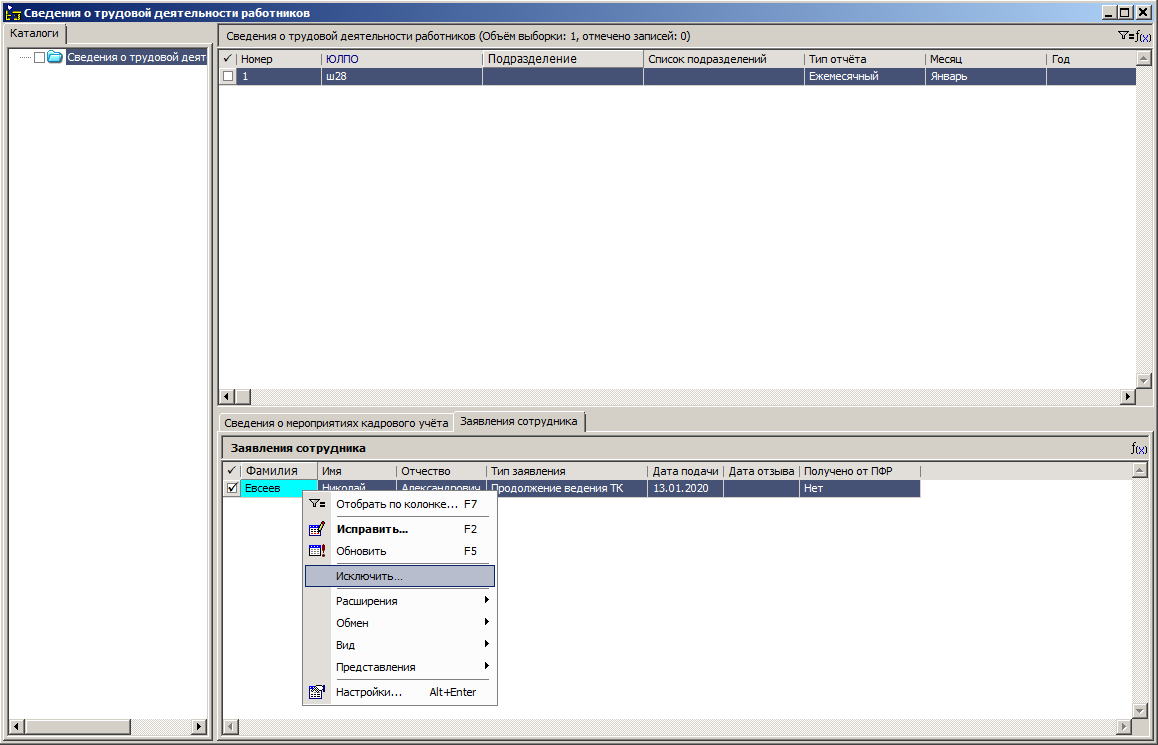 Сведения о трудовой деятельности работников
Каталоги
Сведения о трудовой деят
Сведения о трудовой деятельности работников (Объём выборки: 1, отмечено записей: 0)
f(x)
Номер ЮЛПО Подразделение Список подразделений Тип отчёта Месяц Год
1 ш28 Ежемесячный Январь
Сведения о мероприятиях кадрового учёта Заявления сотрудника
Заявления сотрудника
f(x)
Фамилия Имя Отчество Тип заявления Дата подачи Дата отзыва Получено от ПФР
Евсеев Николай Александрович Продолжение ведения ТК 13.01.2020 Нет
Отобрать по колонке... F7
Исправить... F2
Обновить F5
Исключить...
Расширения
Обмен
Вид
Представления
Настройки... Alt+Enter